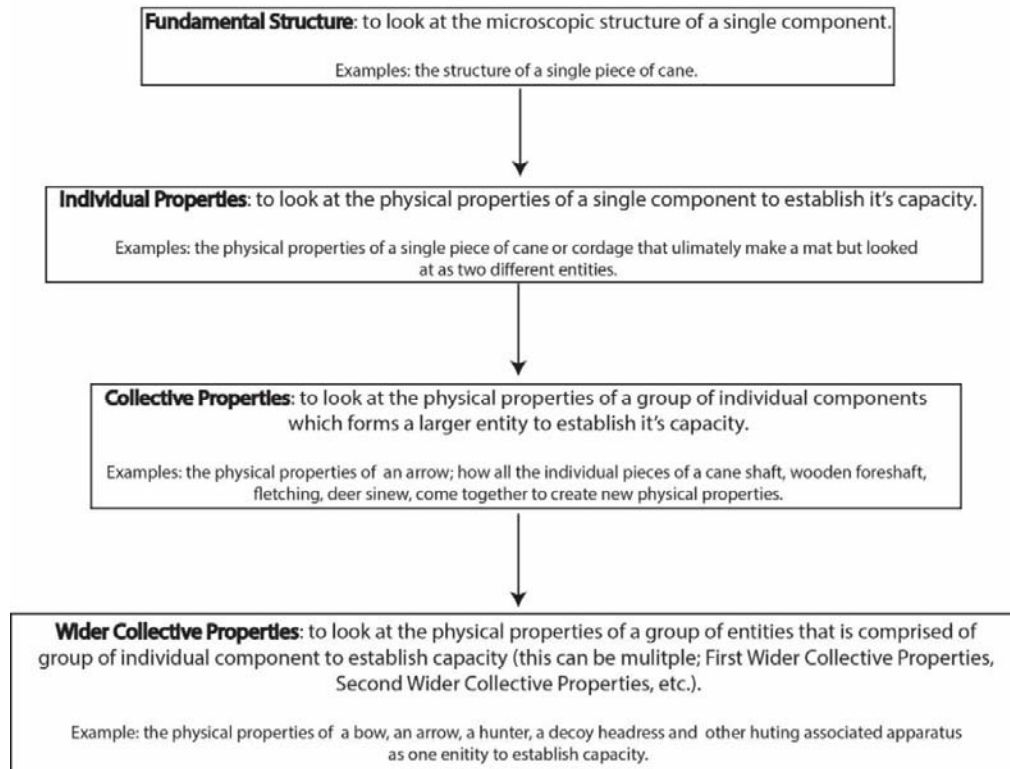 Fundamental Structure: to look at the microscopic structure of a single component.
Examples: the structure of a single piece of cane.
Individual Properties: to look at the physical properties of a single component to establish it's capacity.
Examples: the physical properties of a single piece of cane or cordage that ulimately make a mat but looked
at as two different entities.
Collective Properties: to look at the physical properties of a group of individual components
which forms a larger entity to establish it's capacity.
Examples: the physical properties of an arrow; how all the individual pieces of a cane shaft, wooden foreshaft,
fletching, deer sinew, come together to create new physical properties.
Wider Collective Properties: to look at the physical properties of a group of entities that is comprised of
group of individual component to establish capacity (this can be mulitple; First Wider Collective Properties,
Second Wider Collective Properties, etc.).
Example: the physical properties of a bow, an arrow, a hunter, a decoy headress and other huting associated apparatus
as one enitity to establish capacity.